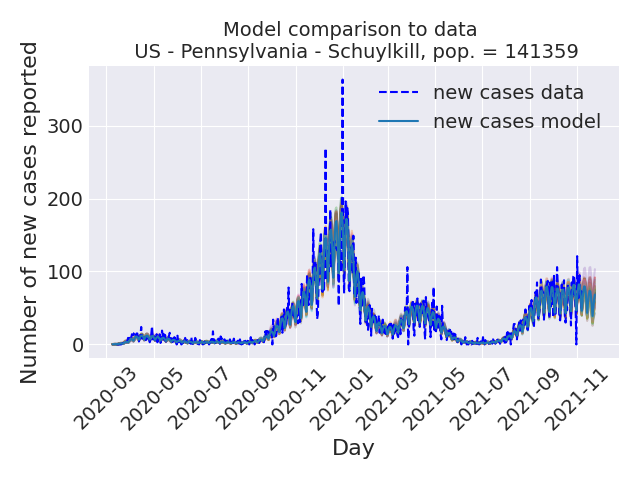 Model comparison to data
US - Pennsylvania - Schuylkill, pop. = 141359
Number of new cases reported
300
200
100
0
new cases data
new cases model
2020-03
2020-05
2020-07
2020-09
2020-11
2021-01
2021-03
2021-05
2021-07
2021-09
2021-11
Day